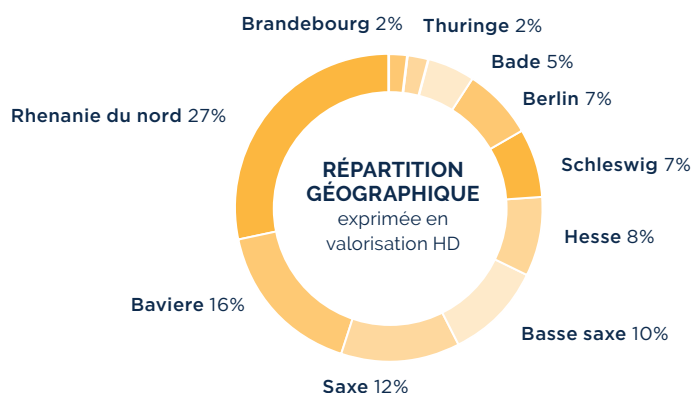 Brandebourg 2%
Thuringe 2%
Bade 5%
Berlin 7%
Rhenanie du nord 27%
Schleswig 7%
RÉPARTITION
GÉOGRAPHIQUE
exprimée en
valorisation HD
Hesse 8%
Baviere 16%
Basse saxe 10%
Saxe 12%